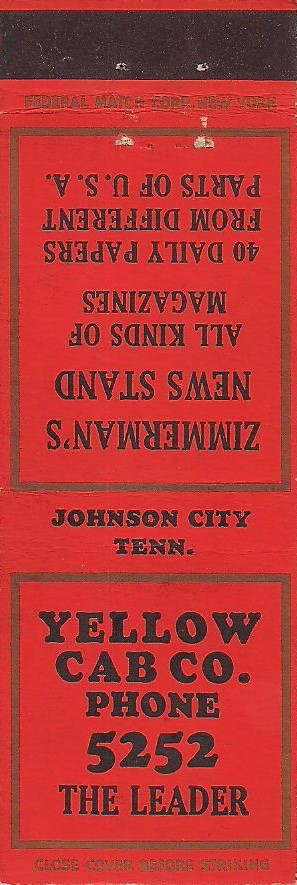 FEDERAL MATCH CORP. NEW YORK
ZIMMERMAN'S
NEWS STAND
ALL KINDS OF
MAGAZINES
40 DAILY PAPERS
FROM DIFFERENT
PARTS OF U.S.A.
JOHNSON CITY
TENN.
YELLOW
CAB CO.
PHONE
5252
THE LEADER
CLOSE COVER BEFORE STRIKING